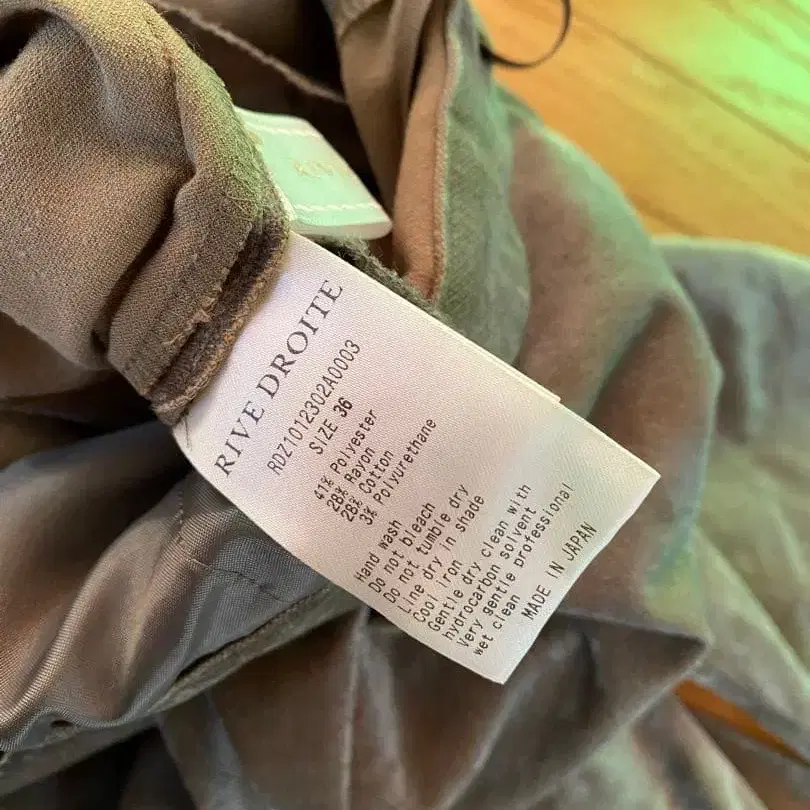 RIVE DROITE
RDZ1012302A0003
SIZE 36
41% Polyester
28% Rayon
28% Cotton
3% Polyurethane
Hand wash
Do not bleach
Do not tumble dry
Line dry in shade
Cool iron
Gentle dry clean with
hydrocarbon solvent
Very gentle professional
wet clean
MADE IN JAPAN